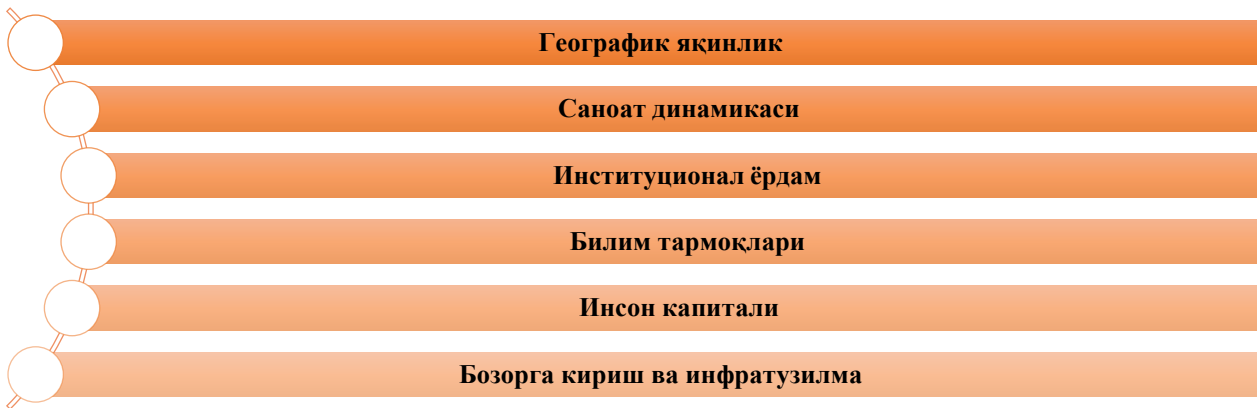 Географик яқинлик
Саноат динамикаси
Институционал ёрдам
Билим тармоқлари
Инсон капитали
Бозорга кириш ва инфратузилма